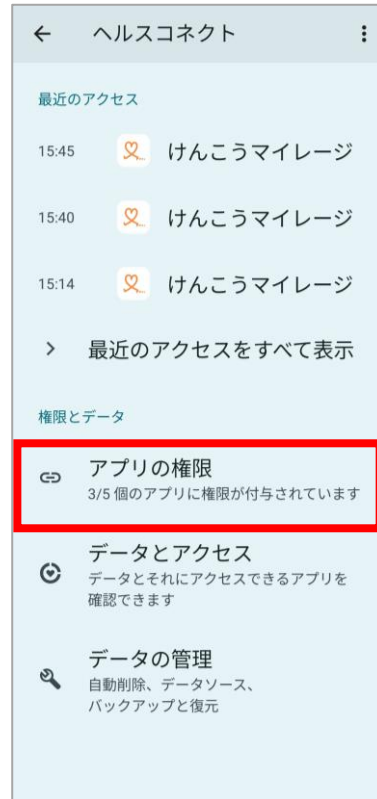 ヘルスコネクト
最近のアクセス
15:45 けんこうマイレージ
15:40 けんこうマイレージ
15:14 けんこうマイレージ
最近のアクセスをすべて表示
権限とデータ
アプリの権限
3/5 個のアプリに権限が付与されています
データとアクセス
データとそれにアクセスできるアプリを
確認できます
データの管理
自動削除、データソース、
バックアップと復元